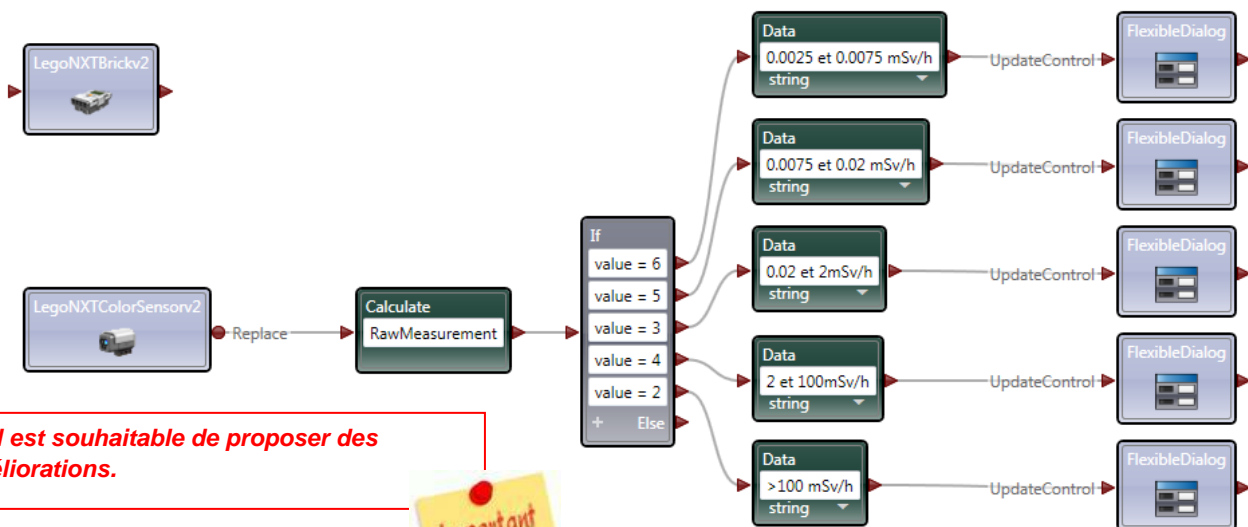 LegoNXTBrickv2
LegoNXTColorSensorv2
Replace
Calculate
RawMeasurement
If
value = 6
value = 5
value = 3
value = 4
value = 2
+ Else
Data
0.0025 et 0.0075 mSv/h
string
UpdateControl
FlexibleDialog
Data
0.0075 et 0.02 mSv/h
string
UpdateControl
FlexibleDialog
Data
0.02 et 2mSv/h
string
UpdateControl
FlexibleDialog
Data
2 et 100mSv/h
string
UpdateControl
FlexibleDialog
Data
>100 mSv/h
string
UpdateControl
FlexibleDialog
est souhaitable de proposer des
éliorations.